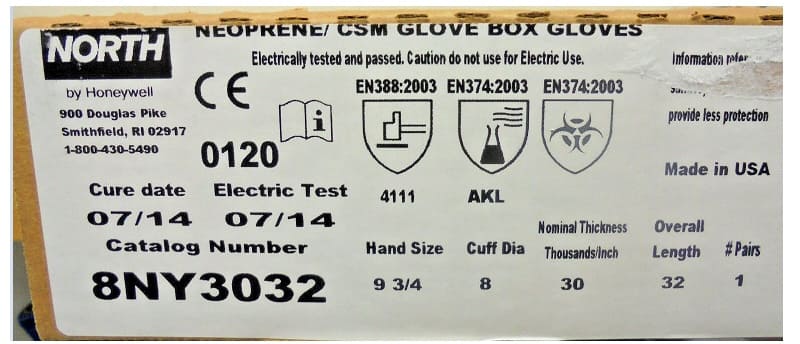 NORTH
by Honeywell
900 Douglas Pike
Smithfield, RI 02917
1-800-430-5490
NEOPRENE/ CSM GLOVE BOX GLOVES
Electrically tested and passed. Caution do not use for Electric Use.
CE
0120
i
EN388:2003 EN374:2003 EN374:2003
4111 AKL
Information
provide less protection
Made in USA
Cure date Electric Test
07/14 07/14
Catalog Number
8NY3032
Hand Size Cuff Dia Nominal Thickness Thousands/Inch Overall Length # Pairs
9 3/4 8 30 32 1